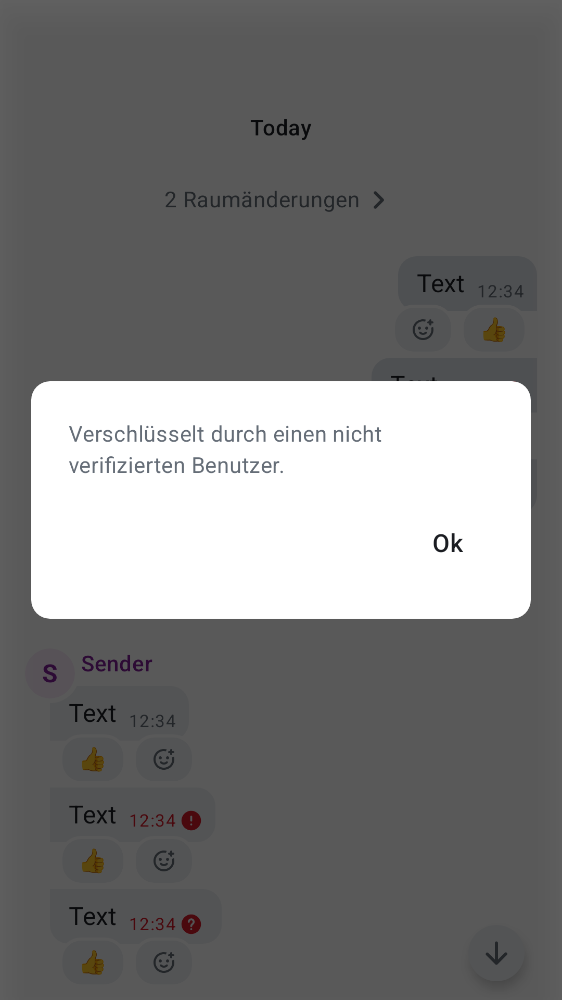 Today
2 Raumänderungen
Text 12:34
Text
Verschlüsselt durch einen nicht
verifizierten Benutzer.
Ok
S Sender
Text 12:34
Text 12:34
Text 12:34